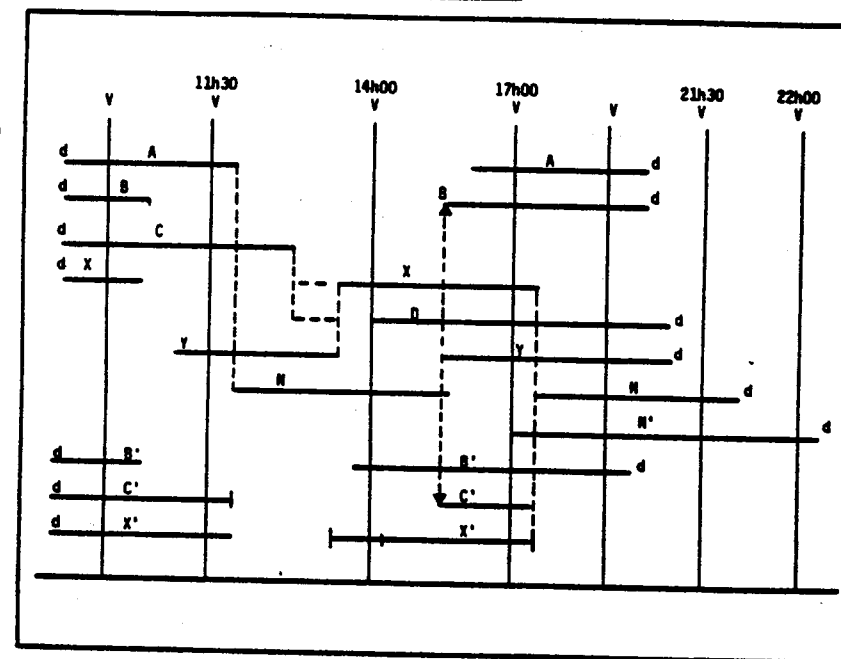 11h30 14h00 17h00 21h30 22h00
V V V V V V V
d A A d
d B B d
d C
d X X
D d
Y Y d
N N d
N' d
d B' B' d
d C' C'
d X' X'